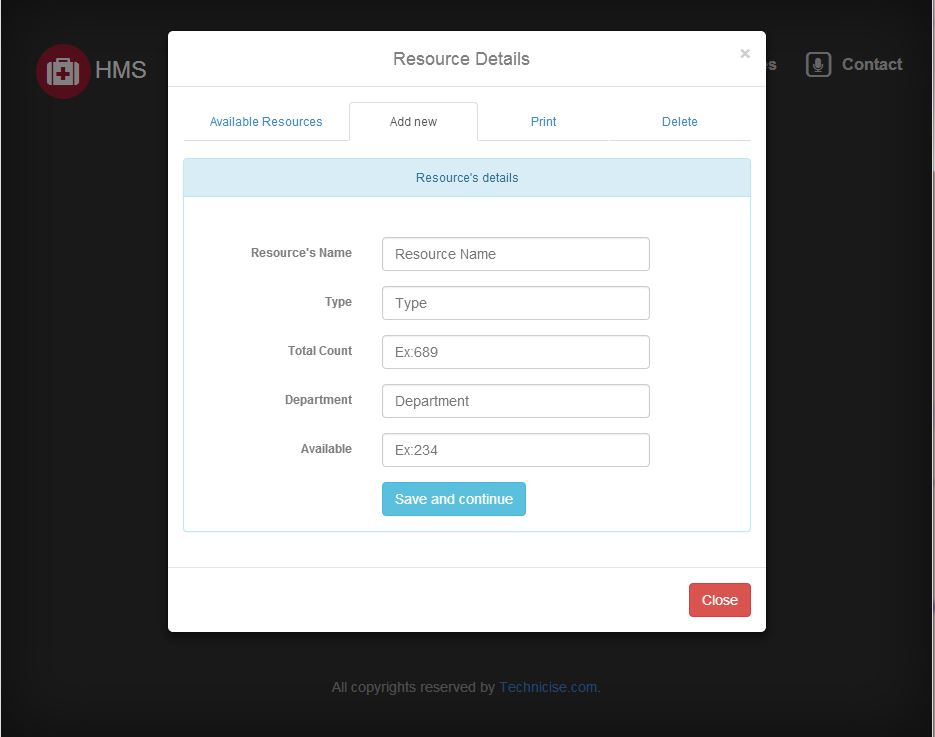 HMS
Resource Details
×
Contact
Available Resources
Add new
Print
Delete
Resource's details
Resource's Name
Resource Name
Type
Type
Total Count
Ex:689
Department
Department
Available
Ex:234
Save and continue
Close
All copyrights reserved by Technicise.com.